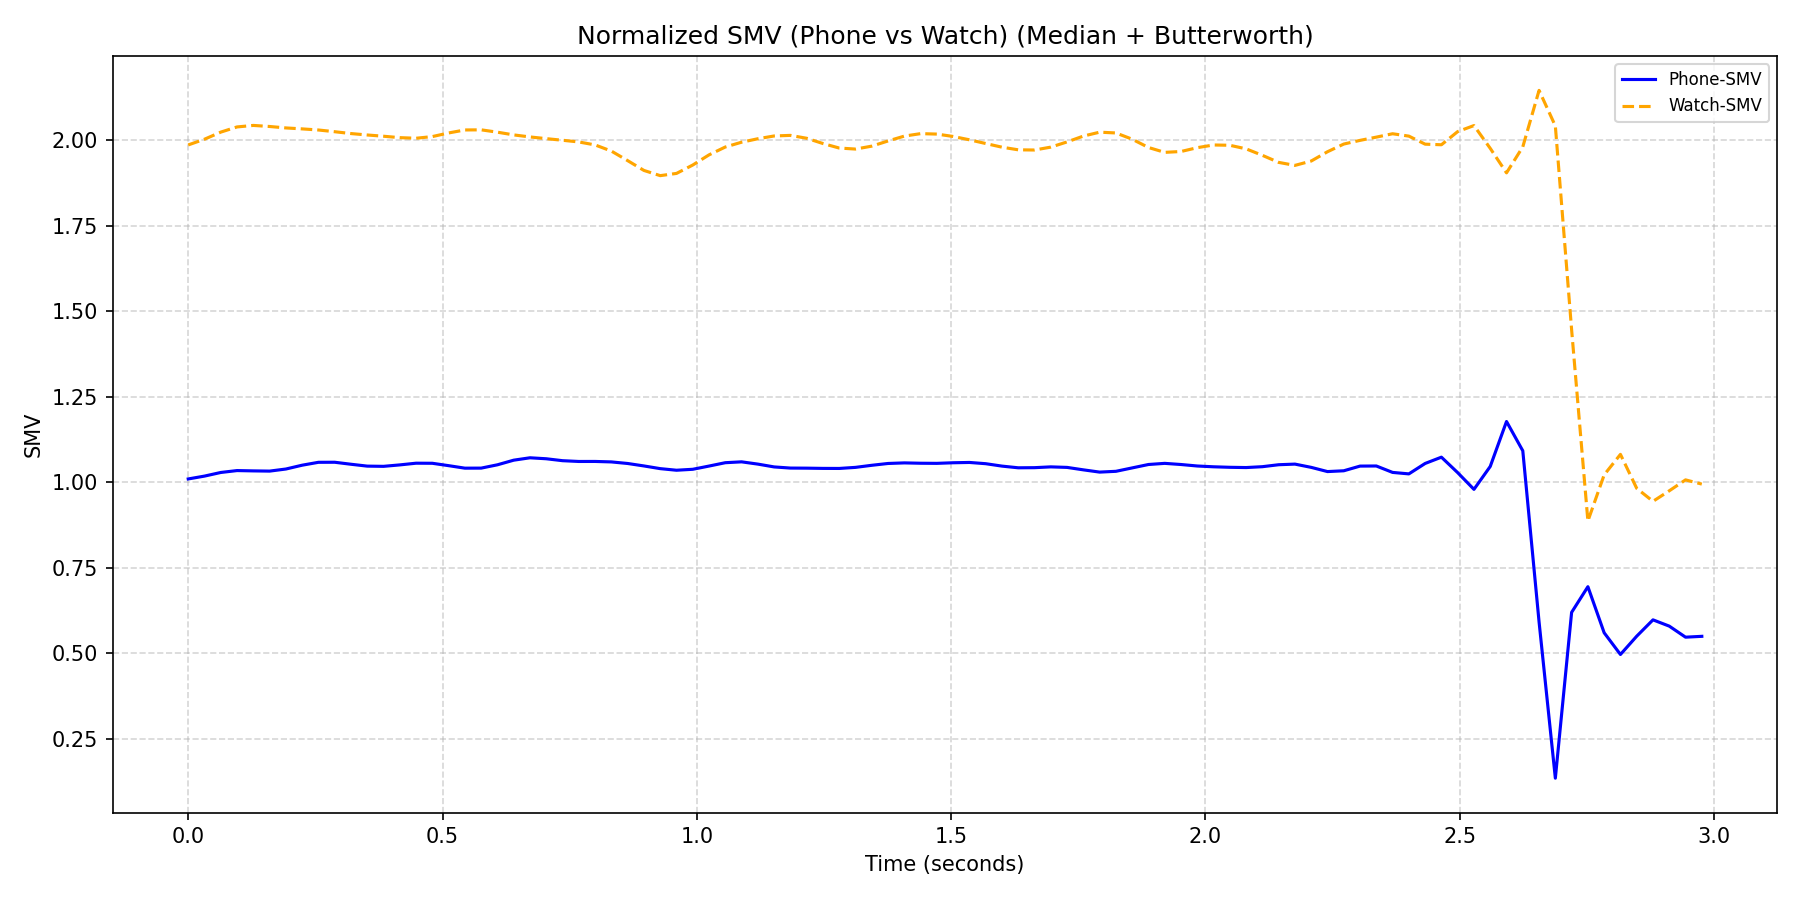 Normalized SMV (Phone vs Watch) (Median + Butterworth)
Phone-SMV
Watch-SMV
2.00
1.75
1.50
1.25
1.00
0.75
0.50
0.25
SMV
0.0 0.5 1.0 1.5 2.0 2.5 3.0
Time (seconds)